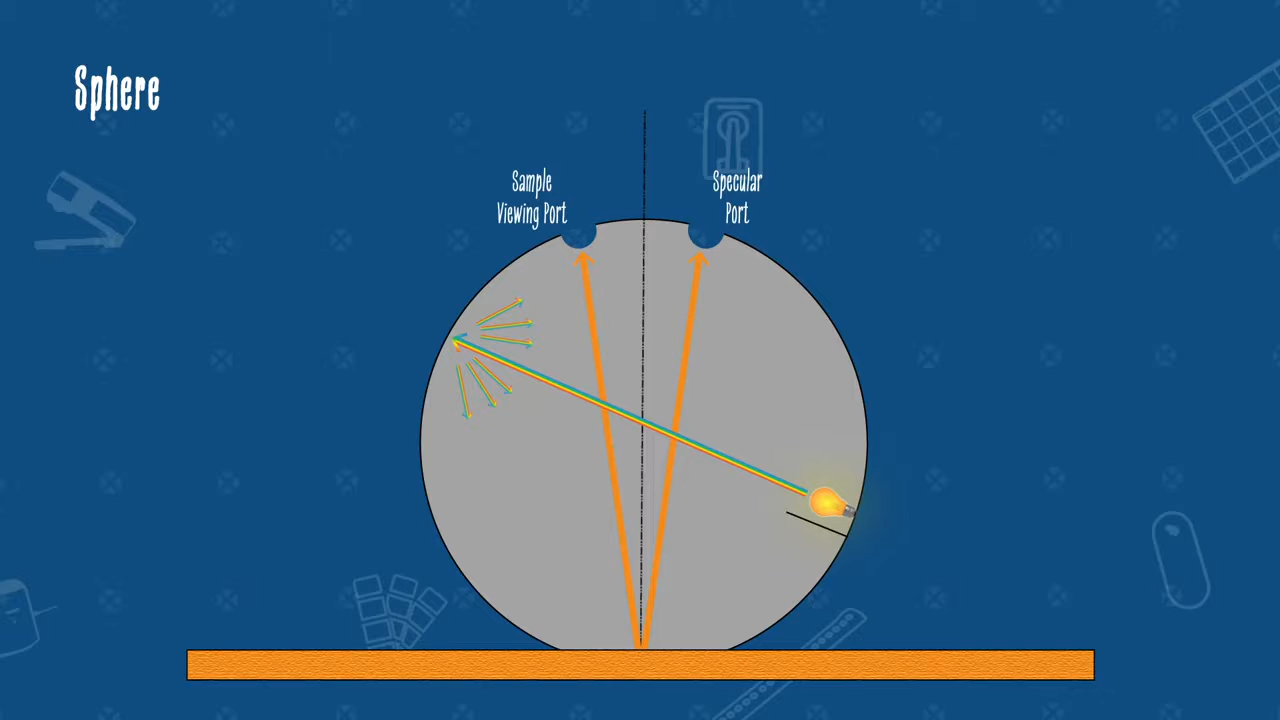 Sphere
Sample
Viewing Port
Specular
Port